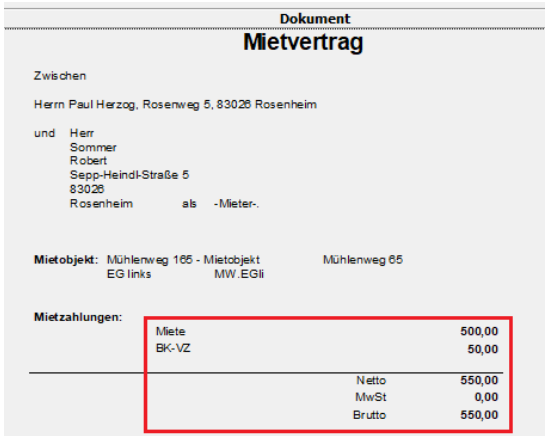 Dokument
Mietvertrag
Zwischen
Herrn Paul Herzog, Rosenweg 5, 83026 Rosenheim
und Herr
Sommer
Robert
Sepp-Heindl-Straße 5
83026
Rosenheim als -Mieter-.
Mietobjekt: Mühlenweg 165 - Mietobjekt Mühlenweg 65
EG links MW.EGli
Mietzahlungen:
Miete 500,00
BK-VZ 50,00
Netto 550,00
MwSt 0,00
Brutto 550,00